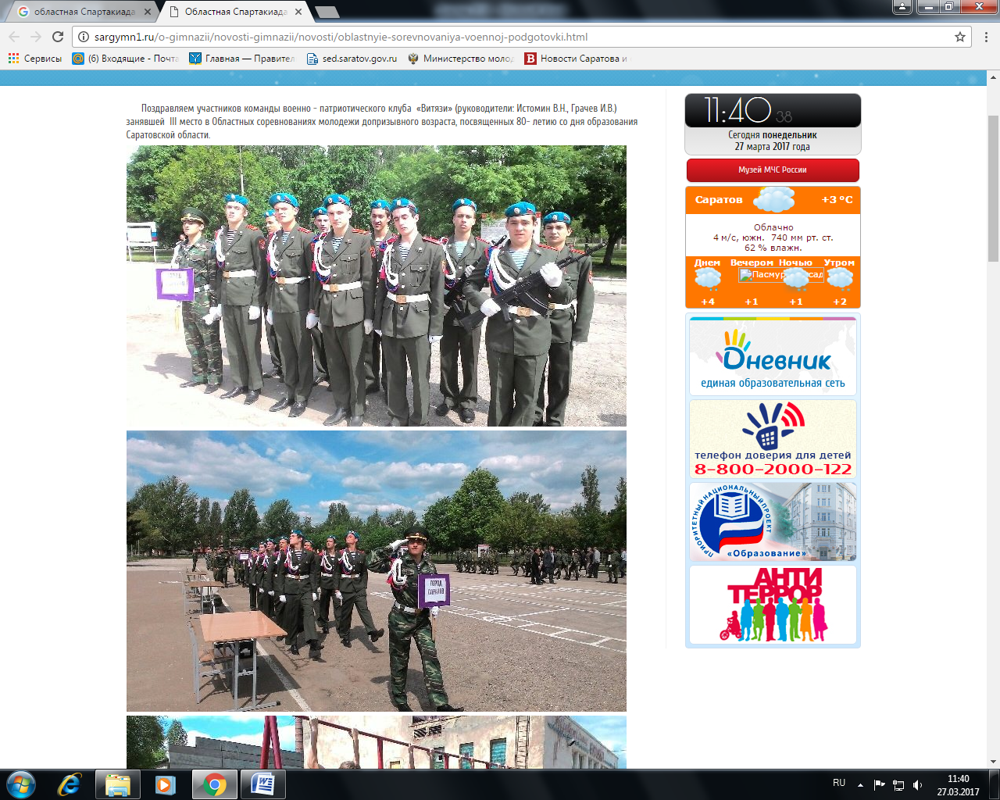 областная Спартакиада
Областная Спартакиада
sargymn1.ru/o-gimnazii/novosti-gimnazii/novosti/oblastnyie-sorevnovaniya-voennoj-podgotovki.html
Сервисы
(6) Входящие - Почта
Главная — Правител
sed.saratov.gov.ru
Министерство молод
Новости Саратова и
Поздравляем участников команды военно - патриотического клуба «Витязи» (руководители: Истомин В.Н., Грачев И.В.)
занявшей III место в Областных соревнованиях молодежи допризывного возраста, посвященных 80- летию со дня образования
Саратовской области.
ГОРОД
САРАТОВ
11:40 38
Сегодня понедельник
27 марта 2017 года
Музей МЧС России
Саратов +3 °C
Облачно
4 м/с, южн. 740 мм рт. ст.
62 % влажн.
Днем Вечером Ночью Утром
+4 +1 +1 +2
Дневник
единая образовательная сеть
телефон доверия для детей
8-800-2000-122
ПРИОРИТЕТНЫЙ НАЦИОНАЛЬНЫЙ ПРОЕКТ
«Образование»
АНТИ
ТЕРРОР
RU
11:40
27.03.2017